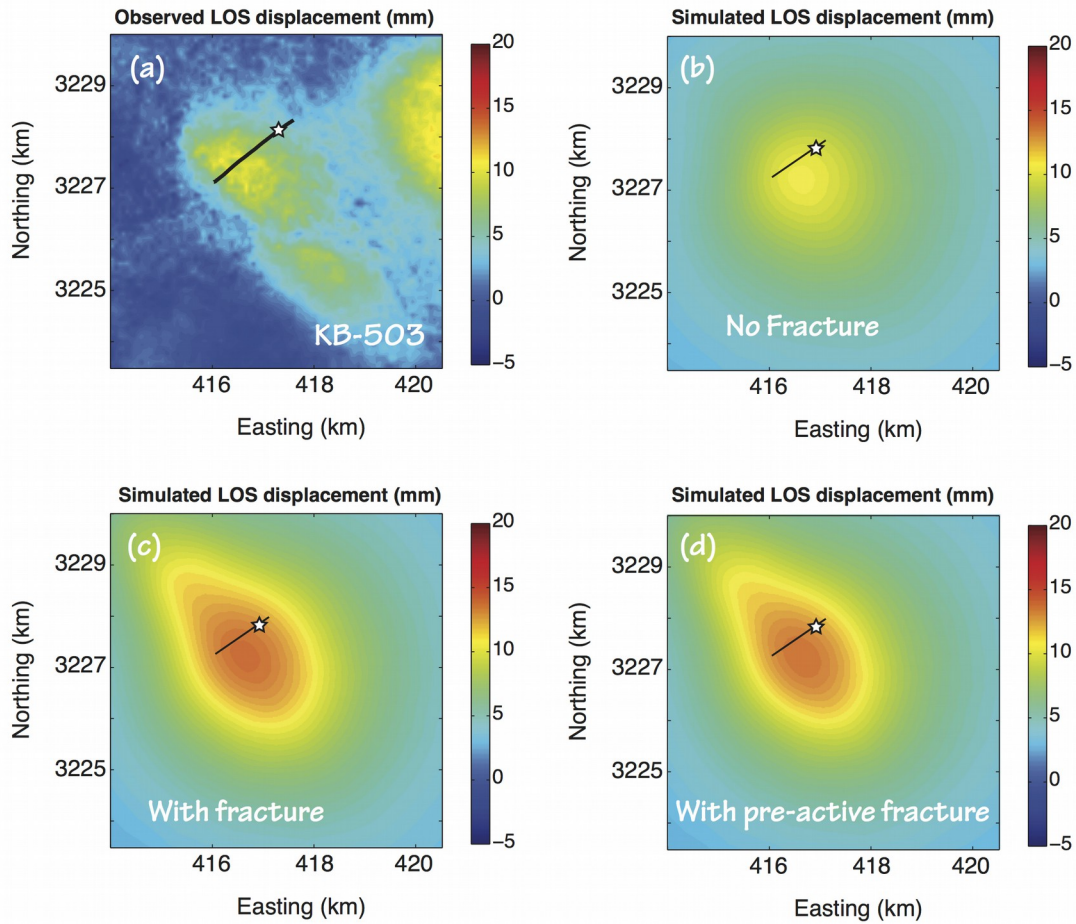 Observed LOS displacement (mm)
(a)
KB-503
3229
3227
3225
Northing (km)
416
418
420
Easting (km)
20
15
10
5
0
−5
Simulated LOS displacement (mm)
(b)
No Fracture
3229
3227
3225
Northing (km)
416
418
420
Easting (km)
20
15
10
5
0
−5
Simulated LOS displacement (mm)
(c)
With fracture
3229
3227
3225
Northing (km)
416
418
420
Easting (km)
20
15
10
5
0
−5
Simulated LOS displacement (mm)
(d)
With pre-active fracture
3229
3227
3225
Northing (km)
416
418
420
Easting (km)
20
15
10
5
0
−5